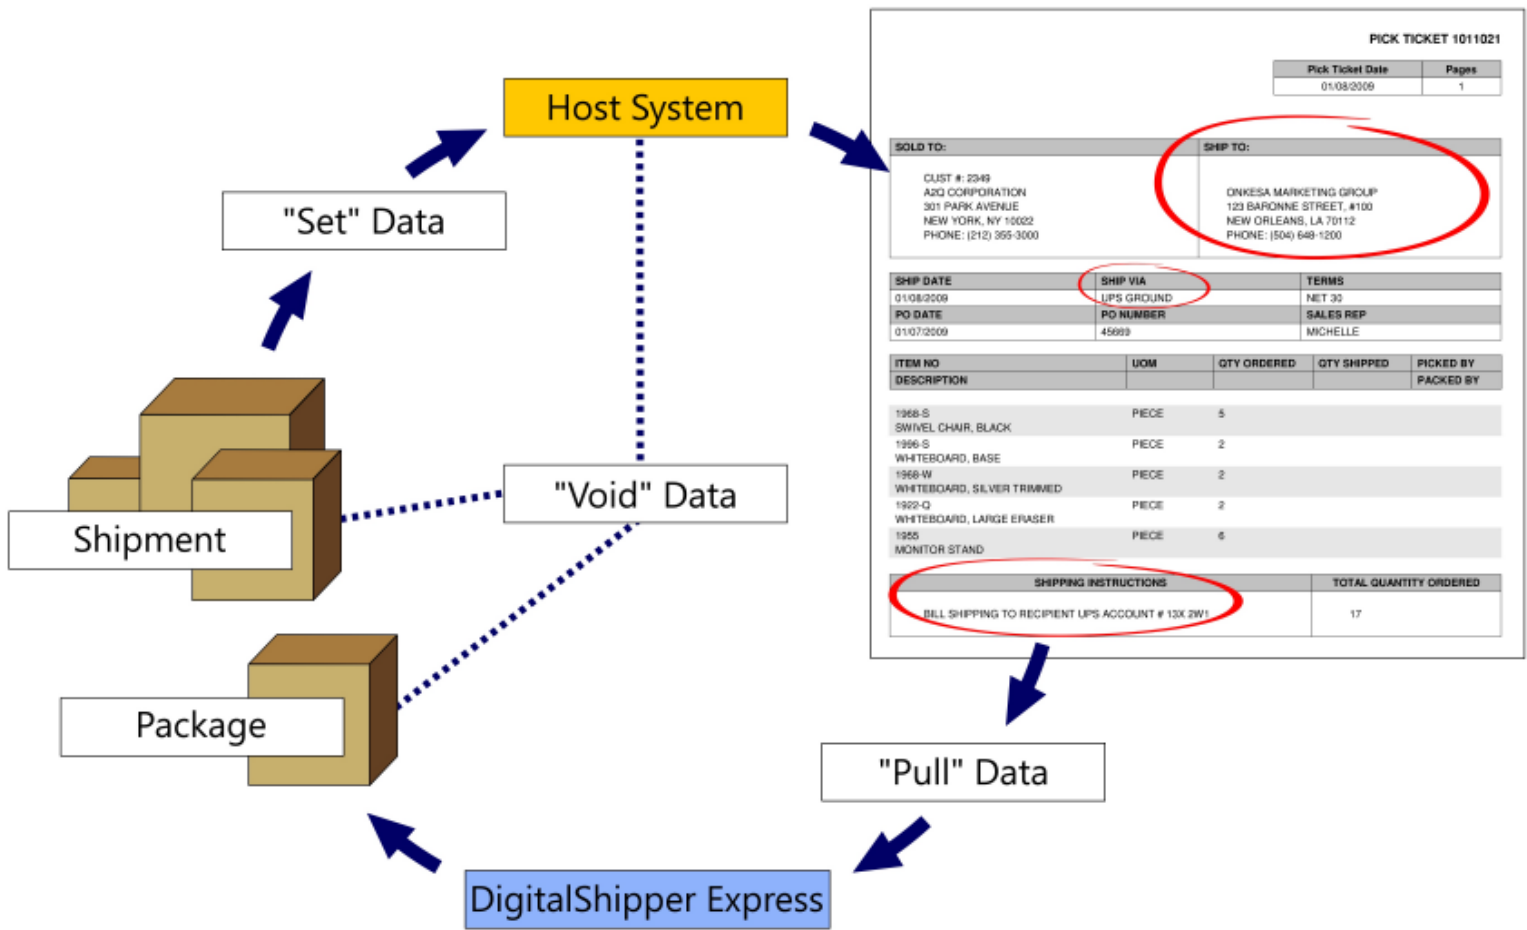 PICK TICKET 1011021
Pick Ticket Date Pages
01/08/2009 1
Host System
"Set" Data
SOLD TO: SHIP TO:
CUST #: 2349
A2Q CORPORATION
301 PARK AVENUE
NEW YORK, NY 10022
PHONE: (212) 355-3000
ONKESA MARKETING GROUP
123 BARONNE STREET, #100
NEW ORLEANS, LA 70112
PHONE: (504) 648-1200
SHIP DATE SHIP VIA TERMS
01/08/2009 UPS GROUND NET 30
PO DATE PO NUMBER SALES REP
01/07/2009 45669 MICHELLE
ITEM NO UOM QTY ORDERED QTY SHIPPED PICKED BY
DESCRIPTION PACKED BY
1968-S PIECE 5
SWIVEL CHAIR, BLACK
1996-S PIECE 2
WHITEBOARD, BASE
1968-W PIECE 2
WHITEBOARD, SILVER TRIMMED
1922-Q PIECE 2
WHITEBOARD, LARGE ERASER
1955 PIECE 6
MONITOR STAND
SHIPPING INSTRUCTIONS TOTAL QUANTITY ORDERED
BILL SHIPPING TO RECIPIENT UPS ACCOUNT # 13X 2W1 17
"Void" Data
Shipment
Package
"Pull" Data
DigitalShipper Express